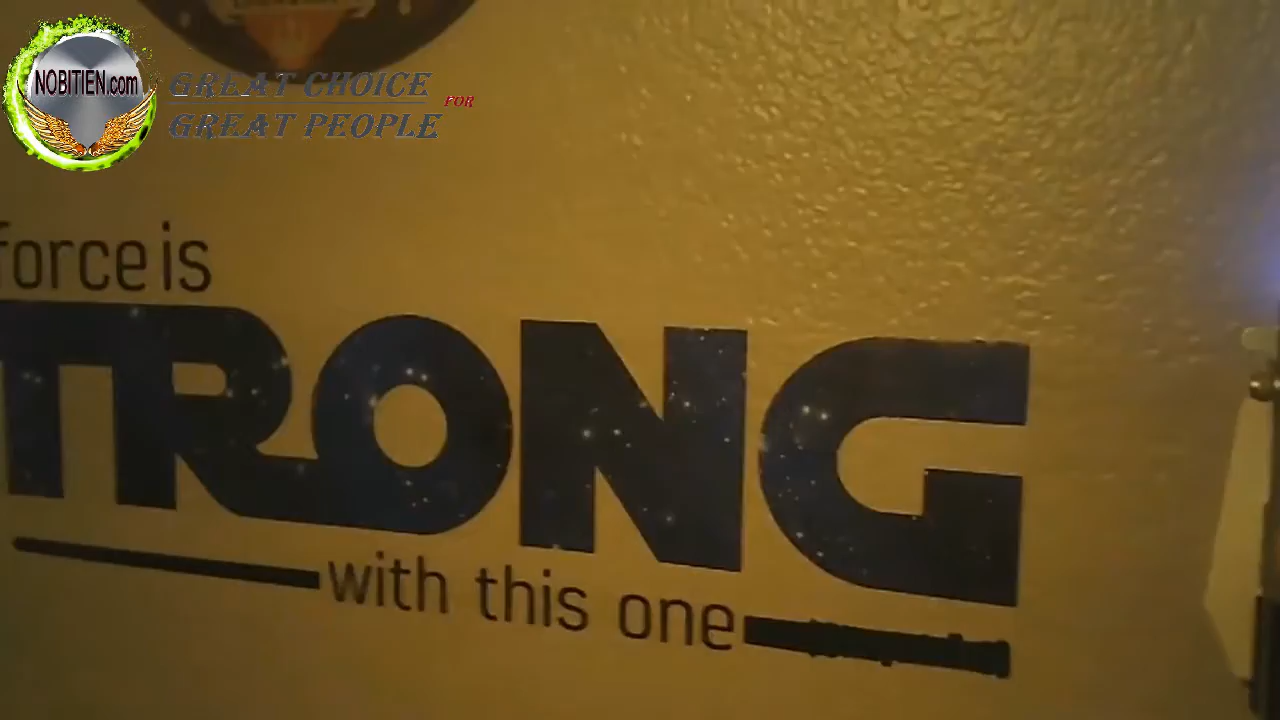 NOBITIEN.com
GREAT CHOICE
FOR
GREAT PEOPLE
force is
TRONG
with this one